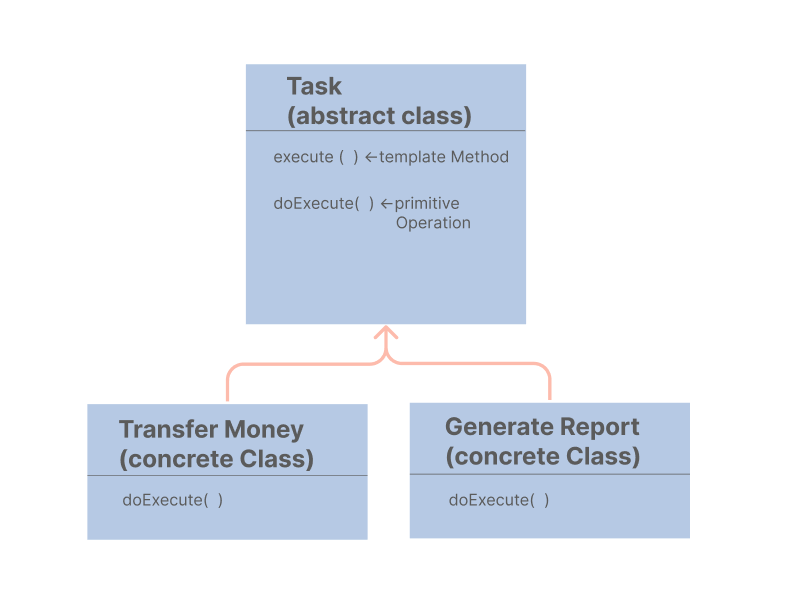 Task
(abstract class)
execute (  ) ←template Method
doExecute(  ) ←primitive
Operation
Transfer Money
(concrete Class)
doExecute(  )
Generate Report
(concrete Class)
doExecute(  )